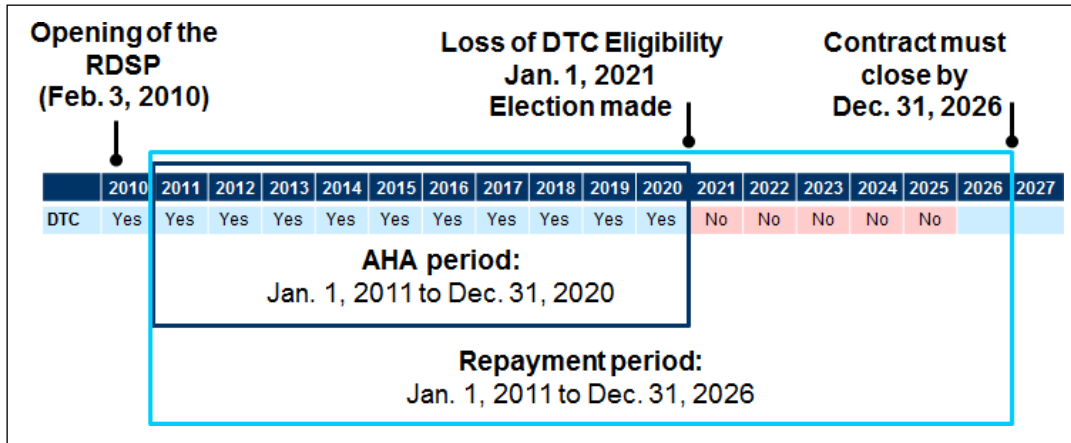 Opening of the
RDSP
(Feb. 3, 2010)
Loss of DTC Eligibility
Jan. 1, 2021
Election made
Contract must
close by
Dec. 31, 2026
2010 2011 2012 2013 2014 2015 2016 2017 2018 2019 2020 2021 2022 2023 2024 2025 2026 2027
DTC Yes Yes Yes Yes Yes Yes Yes Yes Yes Yes Yes No No No No No
AHA period:
Jan. 1, 2011 to Dec. 31, 2020
Repayment period:
Jan. 1, 2011 to Dec. 31, 2026